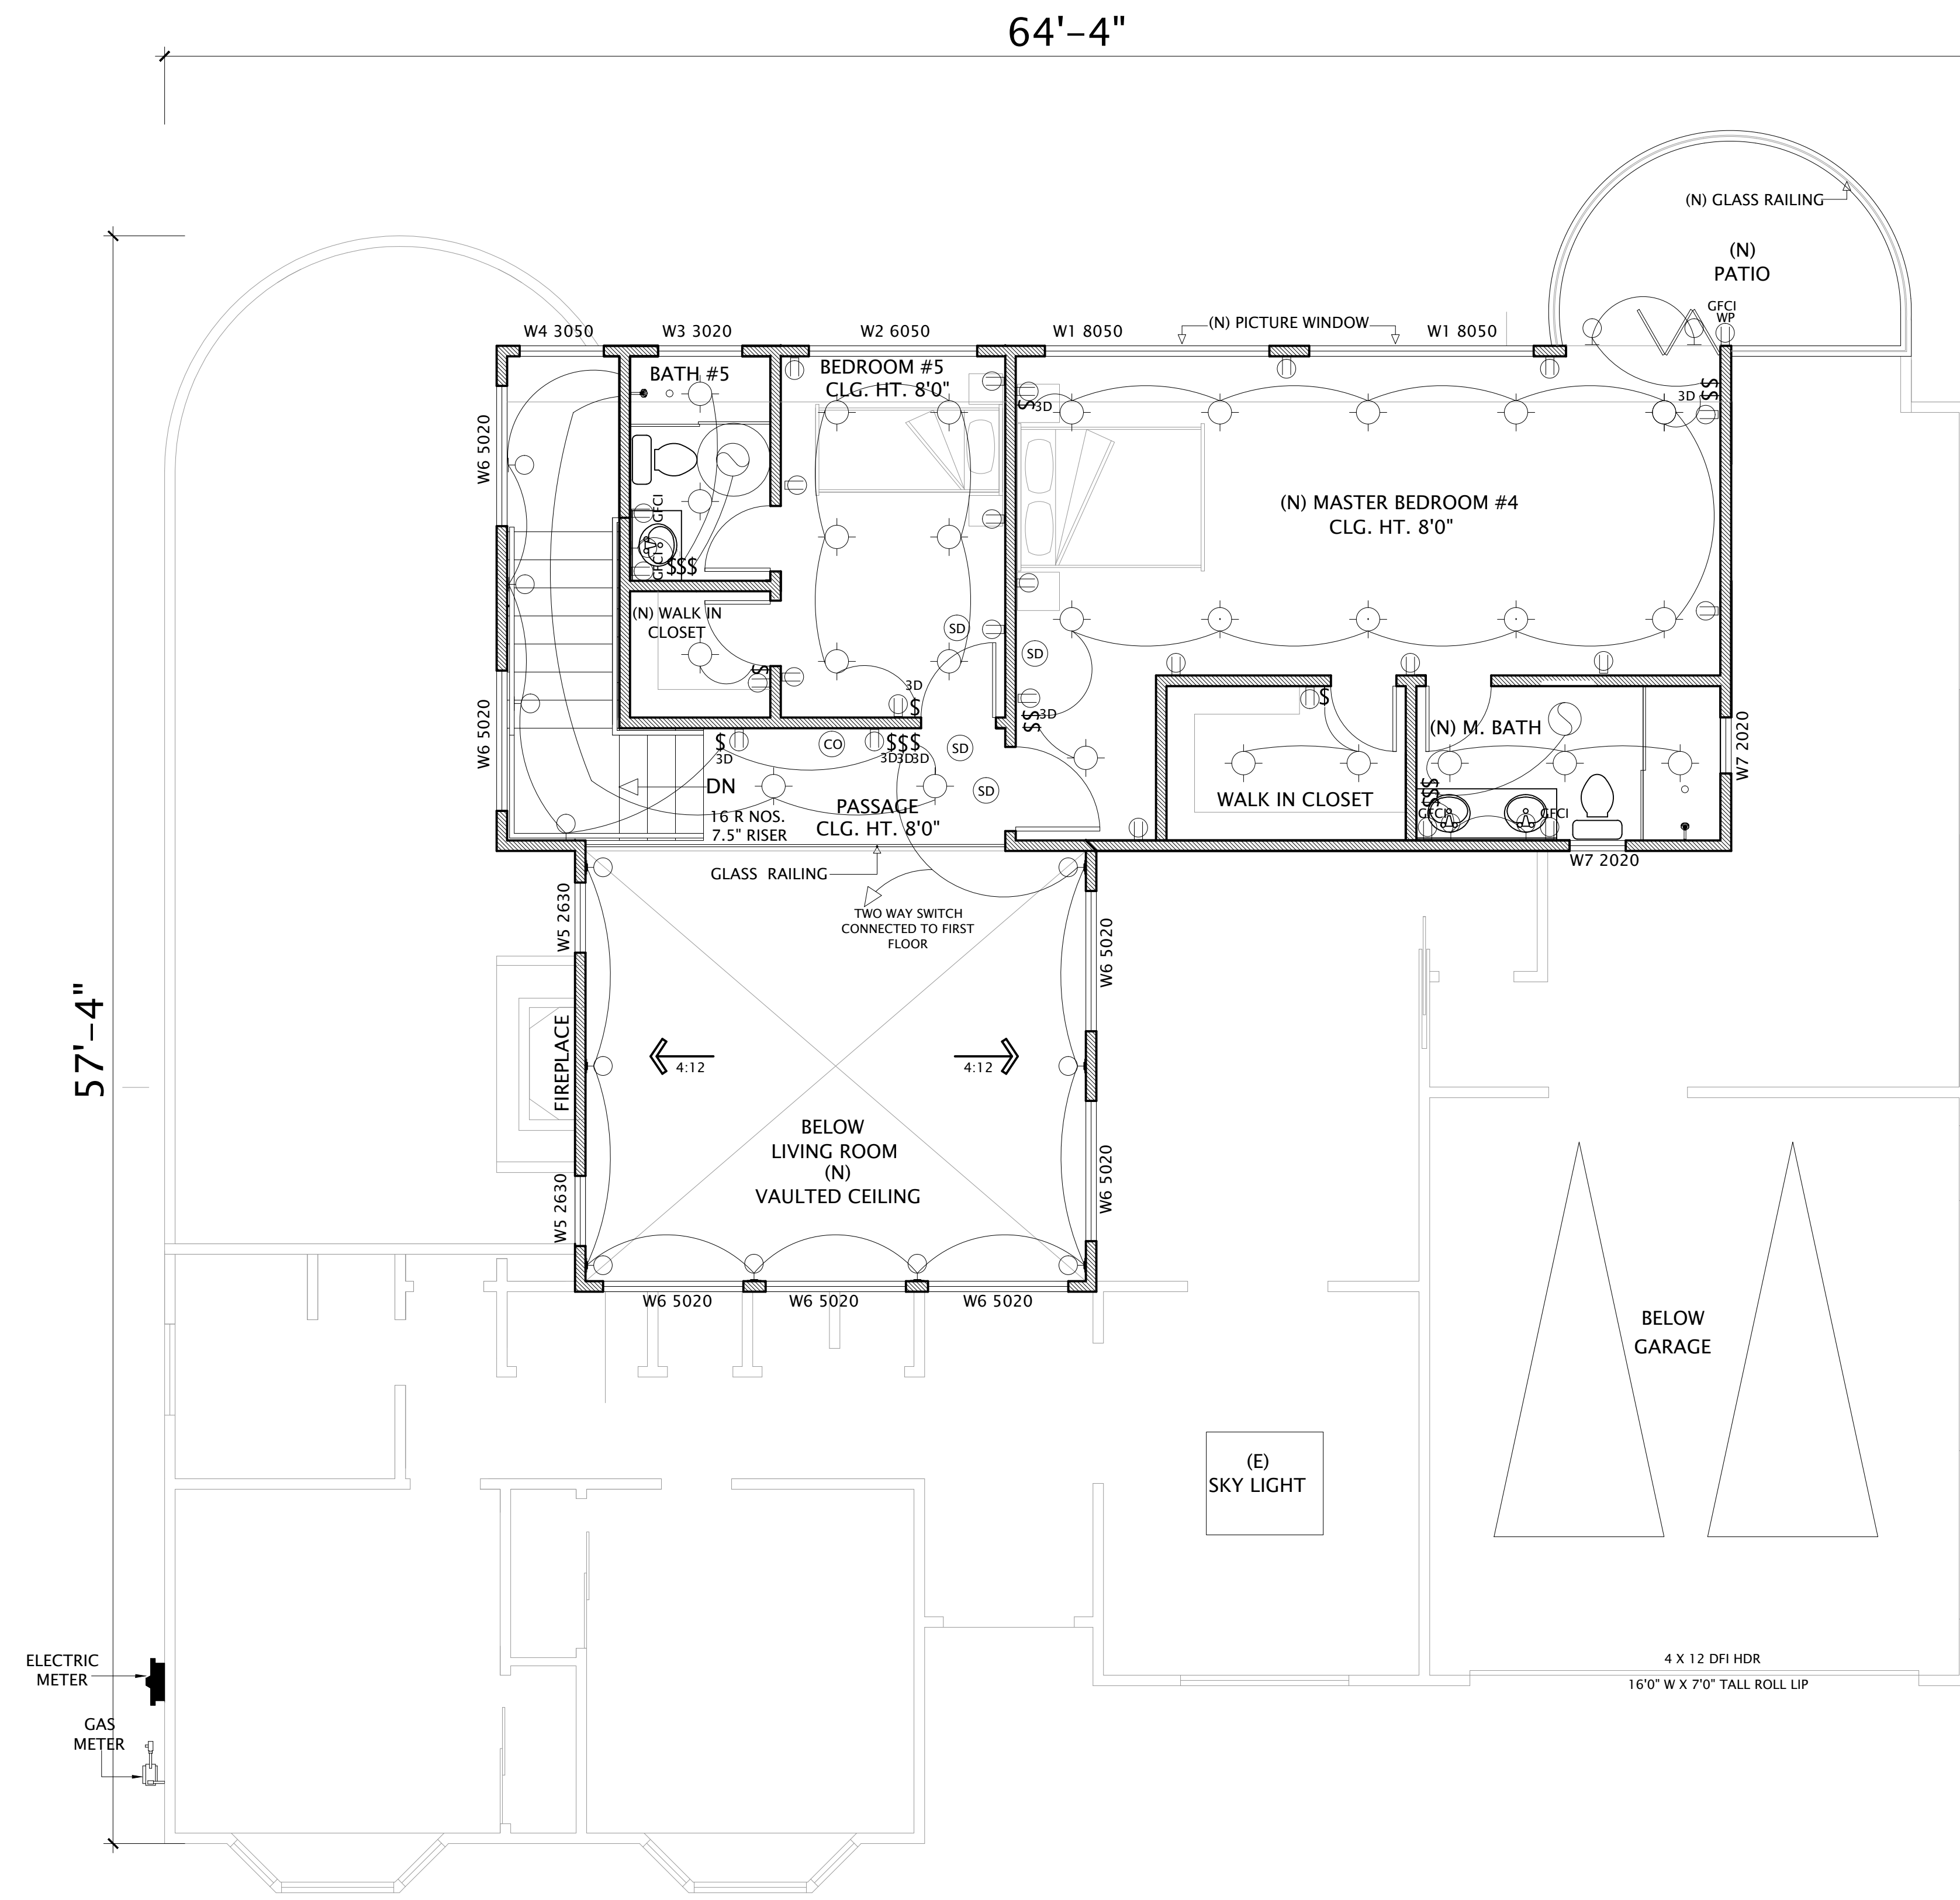 64'-4"
(N) GLASS RAILING
(N)
PATIO
GFCI
WP
W4 3050
W3 3020
W2 6050
W1 8050
(N) PICTURE WINDOW
W1 8050
BATH #5
BEDROOM #5
CLG. HT. 8'0"
$
3D
3D
$$
W6 5020
GFCI
GFCI
$$$
(N) MASTER BEDROOM #4
CLG. HT. 8'0"
(N) WALK IN
CLOSET
$
SD
SD
3D
$
$$
3D
$
W6 5020
$
3D
CO
$$$
3D3D3D
SD
SD
DN
16 R NOS.
7.5" RISER
PASSAGE
CLG. HT. 8'0"
WALK IN CLOSET
(N) M. BATH
$$$
GFCI
GFCI
W7 2020
W7 2020
GLASS RAILING
TWO WAY SWITCH
CONNECTED TO FIRST
FLOOR
W5 2630
W6 5020
57'-4"
FIREPLACE
4:12
4:12
BELOW
LIVING ROOM
(N)
VAULTED CEILING
W5 2630
W6 5020
W6 5020
W6 5020
W6 5020
BELOW
GARAGE
(E)
SKY LIGHT
4 X 12 DFI HDR
16'0" W X 7'0" TALL ROLL LIP
ELECTRIC
METER
GAS
METER